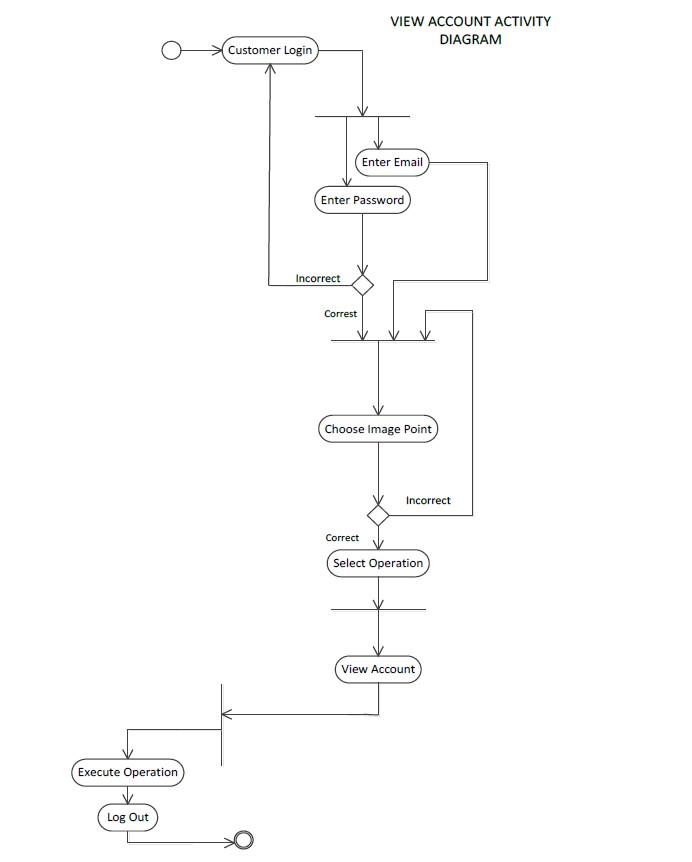 VIEW ACCOUNT ACTIVITY
DIAGRAM
Customer Login
Enter Email
Enter Password
Incorrect
Correst
Choose Image Point
Incorrect
Correct
Select Operation
View Account
Execute Operation
Log Out